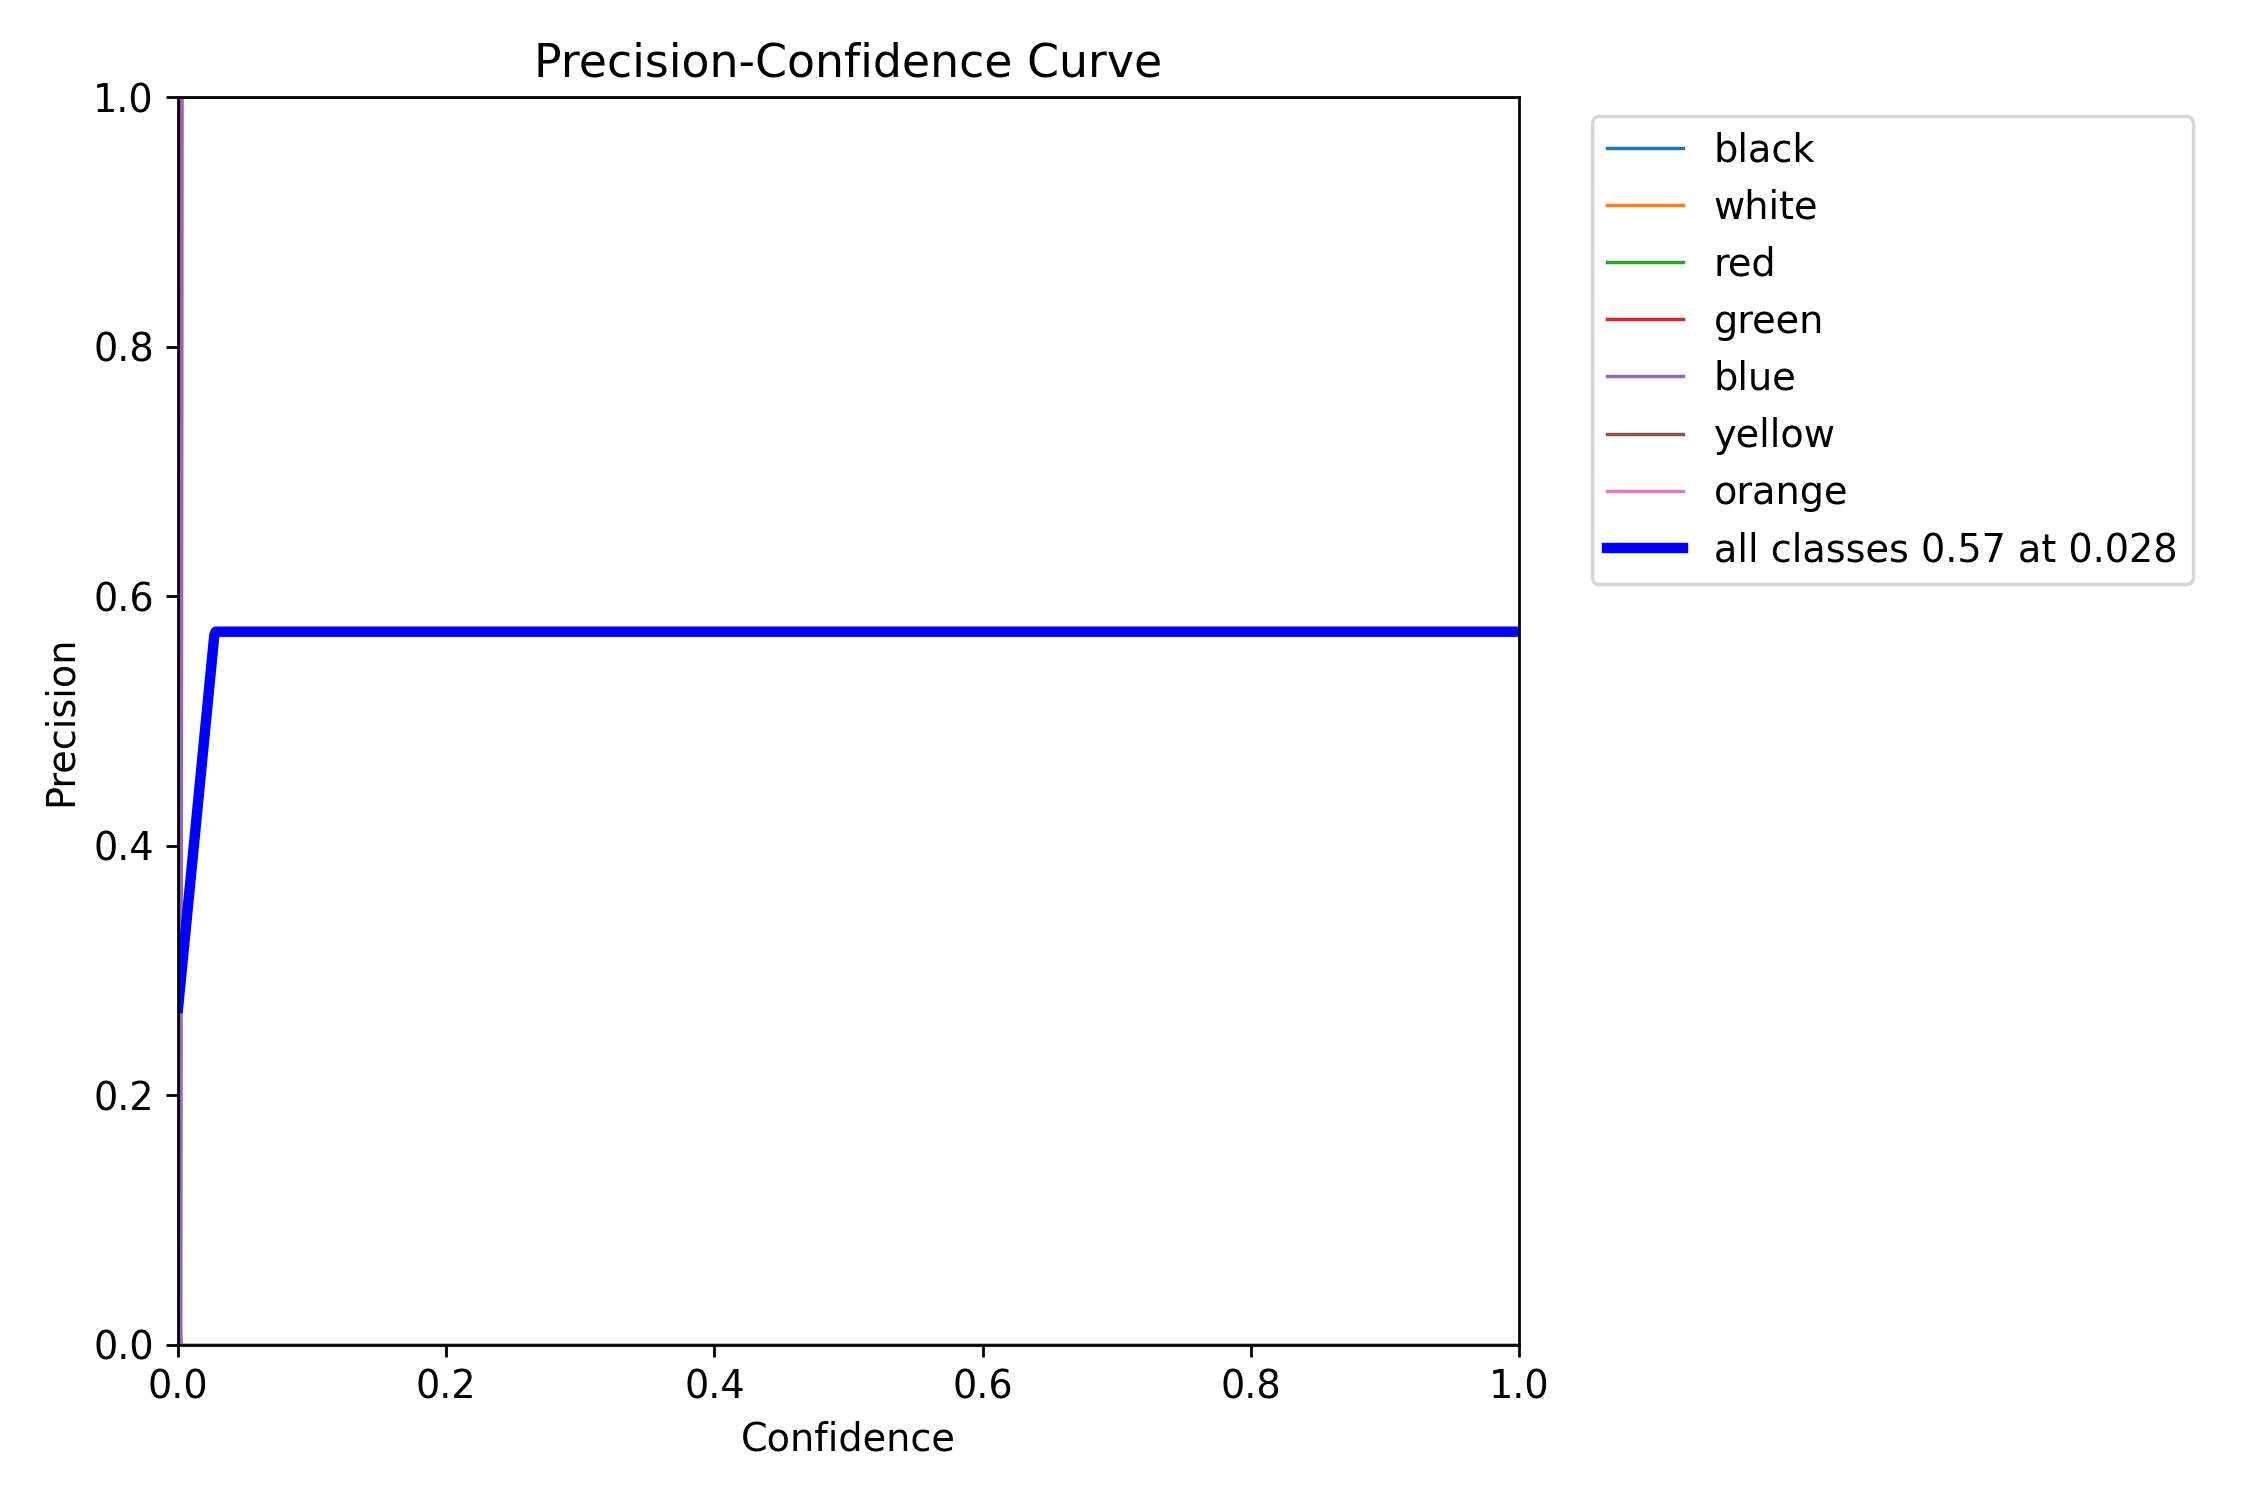 Precision-Confidence Curve
1.0
0.8
0.6
0.4
0.2
0.0
Precision
0.0 0.2 0.4 0.6 0.8 1.0
Confidence
black
white
red
green
blue
yellow
orange
all classes 0.57 at 0.028